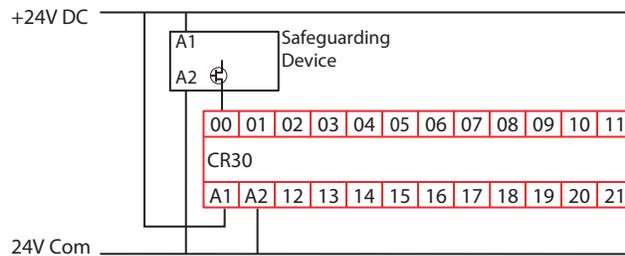 +24V DC
A1
Safeguarding
Device
A2
00 01 02 03 04 05 06 07 08 09 10 11
CR30
A1 A2 12 13 14 15 16 17 18 19 20 21
24V Com